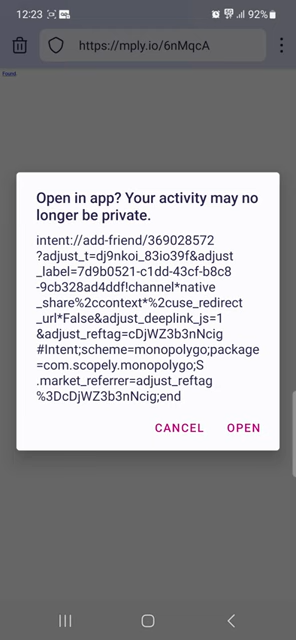 12:23
92%
https://mply.io/6nMqcA
found
Open in app? Your activity may no
longer be private.
intent://add-friend/369028572
?adjust_t=dj9nkoi_83io39f&adjust
_label=7d9b0521-c1dd-43cf-b8c8
-9cb328ad4ddf!channel*native
_share%2ccontext*%2cuse_redirect
_url*False&adjust_deeplink_js=1
&adjust_reftag=cDjWZ3b3nNcig
#Intent;scheme=monopolygo;package
=com.scopely.monopolygo;S
.market_referrer=adjust_reftag
%3DcDjWZ3b3nNcig;end
CANCEL OPEN